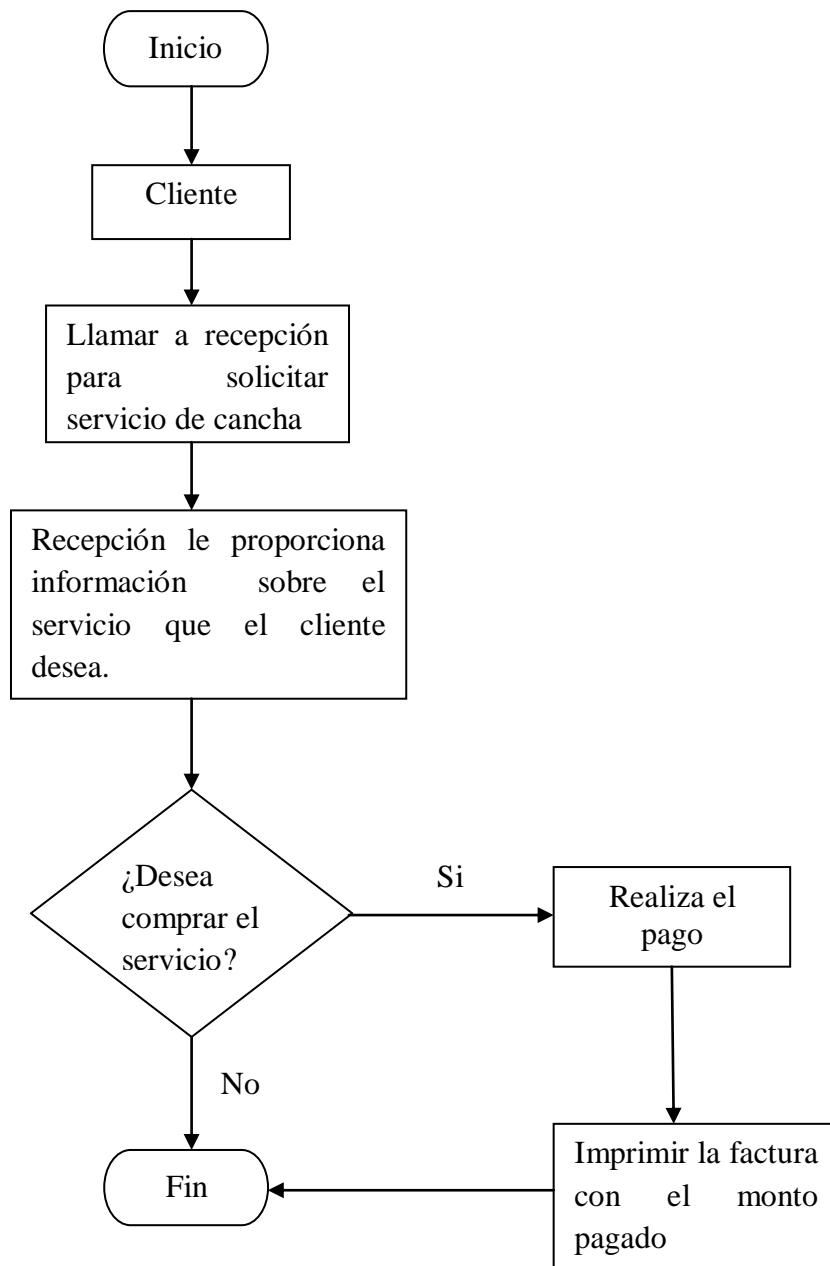 Inicio
Cliente
Llamar a recepción
para solicitar
servicio de cancha
Recepción le proporciona
información sobre el
servicio que el cliente
desea.
¿Desea
comprar el
servicio?
Si
Realiza el
pago
No
Imprimir la factura
con el monto
pagado
Fin